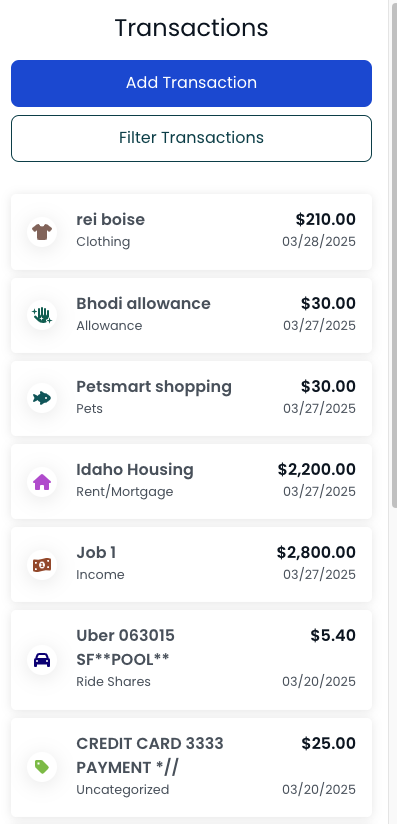 Transactions
Add Transaction
Filter Transactions
rei boise $210.00
Clothing 03/28/2025
Bhodi allowance $30.00
Allowance 03/27/2025
Petsmart shopping $30.00
Pets 03/27/2025
Idaho Housing $2,200.00
Rent/Mortgage 03/27/2025
Job 1 $2,800.00
Income 03/27/2025
Uber 063015 $5.40
SF**POOL**
Ride Shares 03/20/2025
CREDIT CARD 3333 $25.00
PAYMENT *//
Uncategorized 03/20/2025